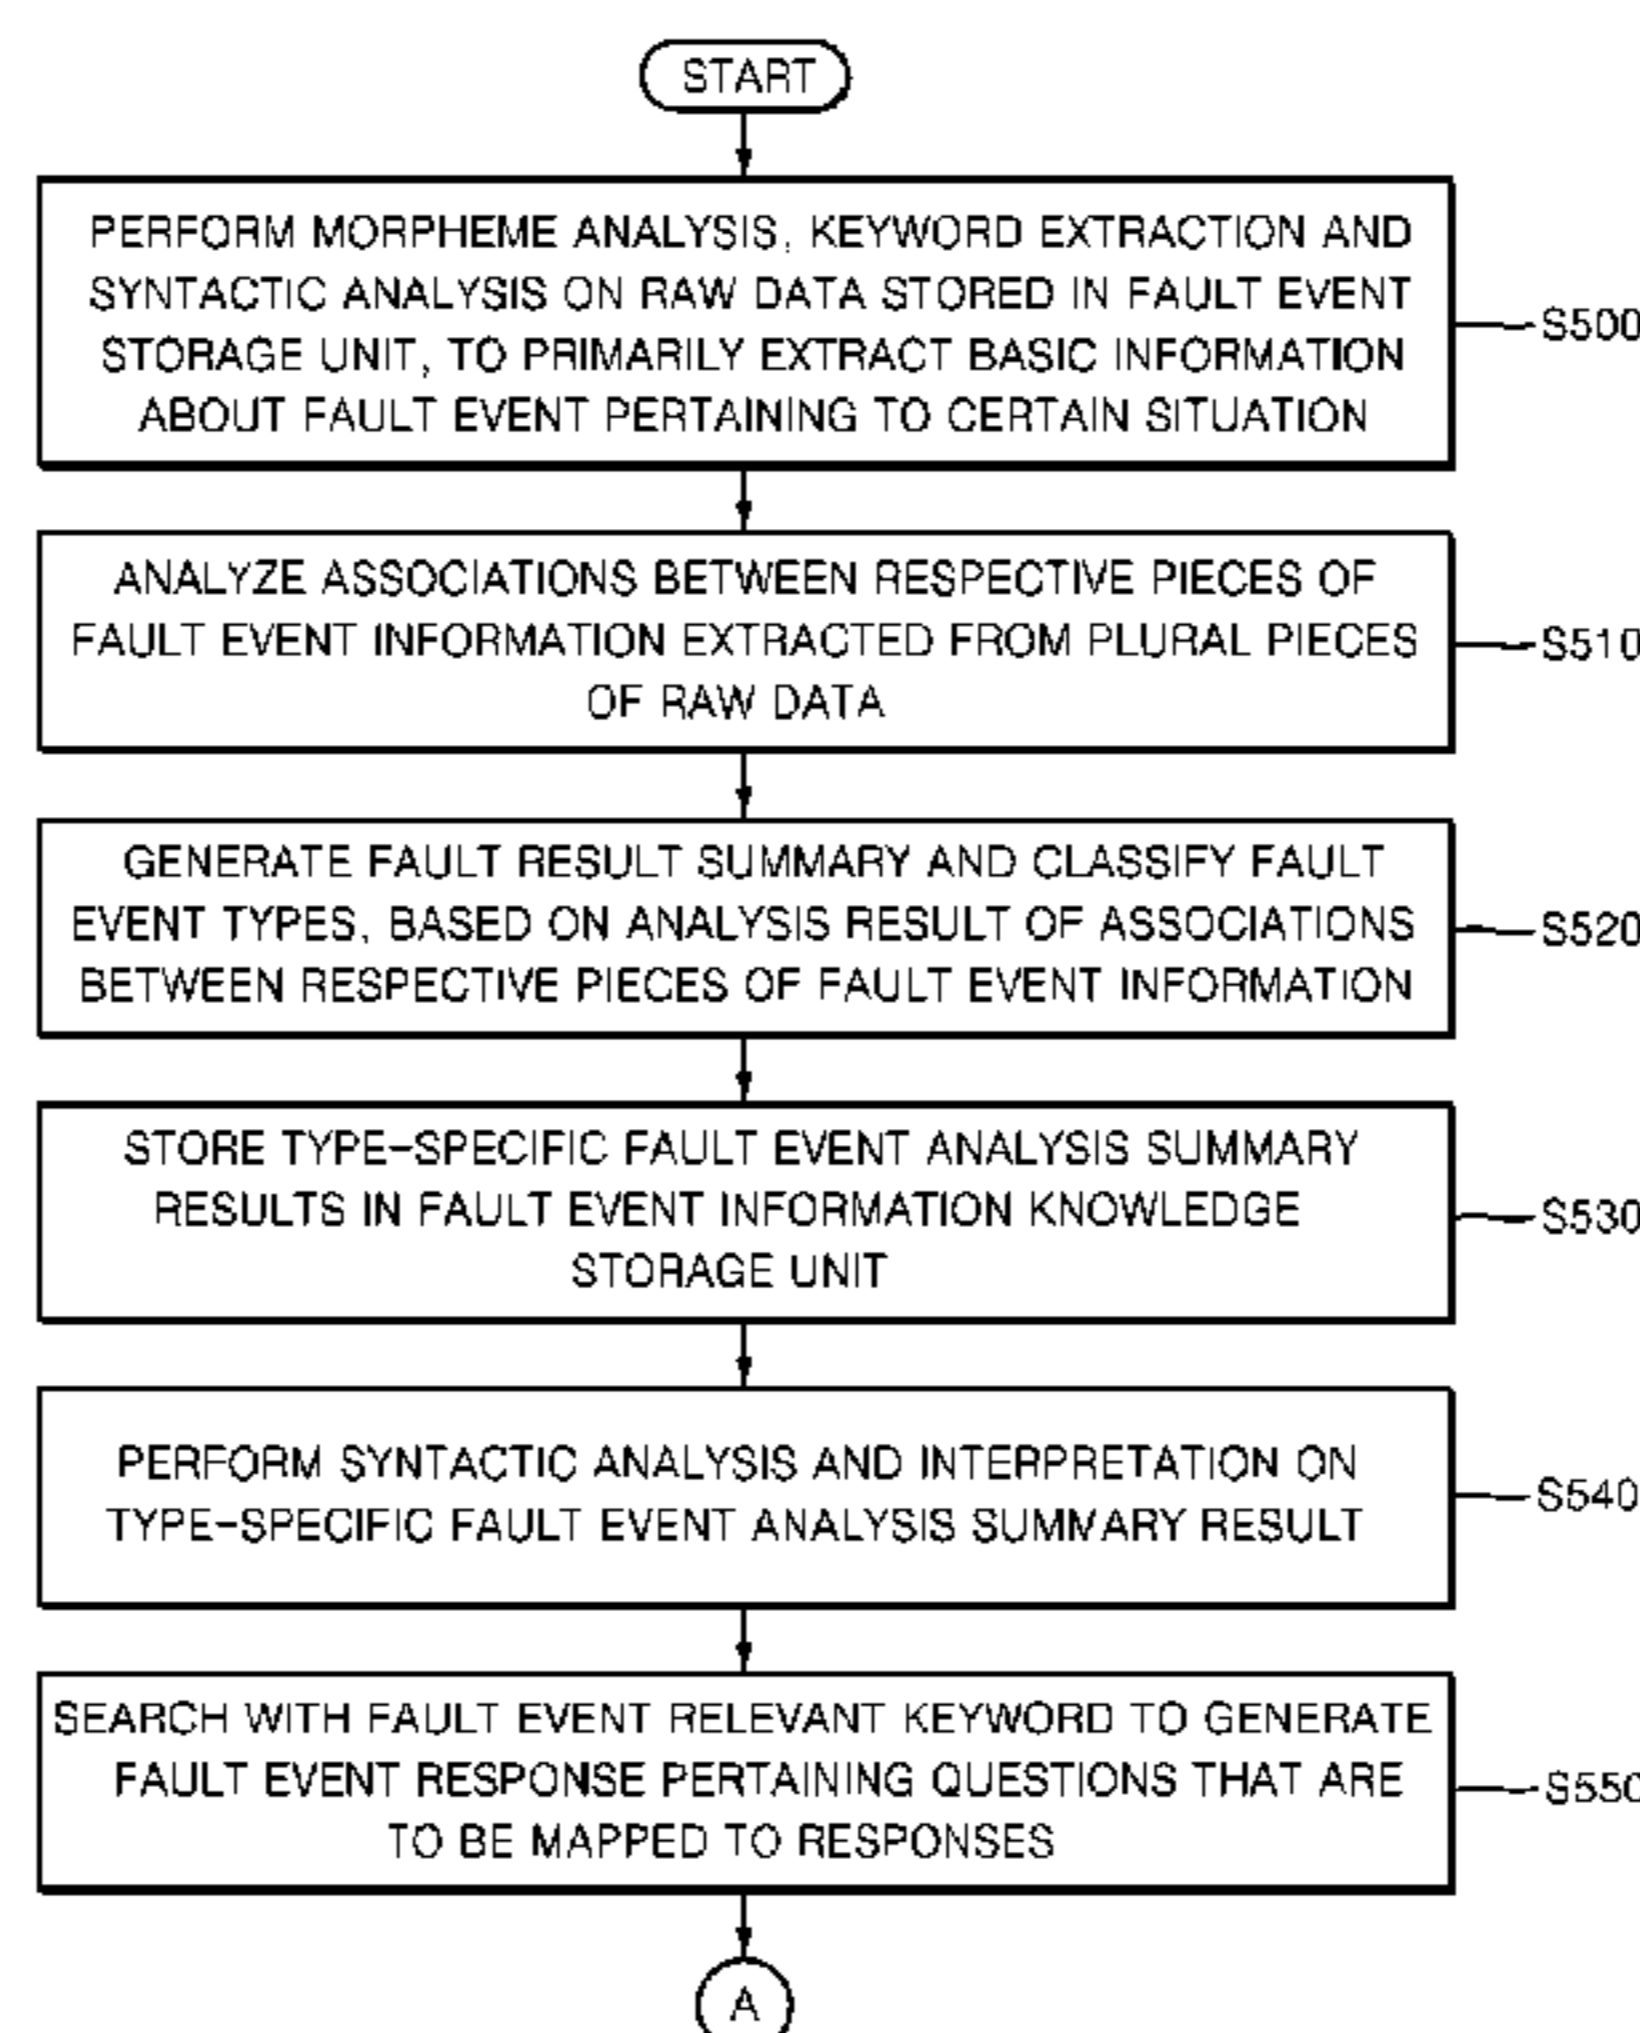 START
PERFORM MORPHEME ANALYSIS, KEYWORD EXTRACTION AND
SYNTACTIC ANALYSIS ON RAW DATA STORED IN FAULT EVENT
STORAGE UNIT, TO PRIMARILY EXTRACT BASIC INFORMATION
ABOUT FAULT EVENT PERTAINING TO CERTAIN SITUATION
S500
ANALYZE ASSOCIATIONS BETWEEN RESPECTIVE PIECES OF
FAULT EVENT INFORMATION EXTRACTED FROM PLURAL PIECES
OF RAW DATA
S510
GENERATE FAULT RESULT SUMMARY AND CLASSIFY FAULT
EVENT TYPES, BASED ON ANALYSIS RESULT OF ASSOCIATIONS
BETWEEN RESPECTIVE PIECES OF FAULT EVENT INFORMATION
S520
STORE TYPE-SPECIFIC FAULT EVENT ANALYSIS SUMMARY
RESULTS IN FAULT EVENT INFORMATION KNOWLEDGE
STORAGE UNIT
S530
PERFORM SYNTACTIC ANALYSIS AND INTERPRETATION ON
TYPE-SPECIFIC FAULT EVENT ANALYSIS SUMMARY RESULT
S540
SEARCH WITH FAULT EVENT RELEVANT KEYWORD TO GENERATE
FAULT EVENT RESPONSE PERTAINING QUESTIONS THAT ARE
TO BE MAPPED TO RESPONSES
S550
A